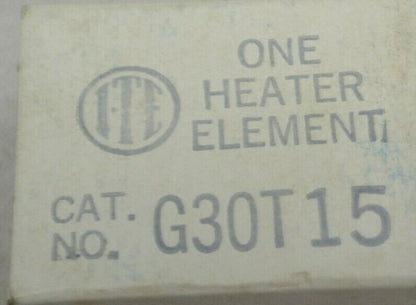 ITE
ONE
HEATER
ELEMENT
CAT.
NO. G30T15